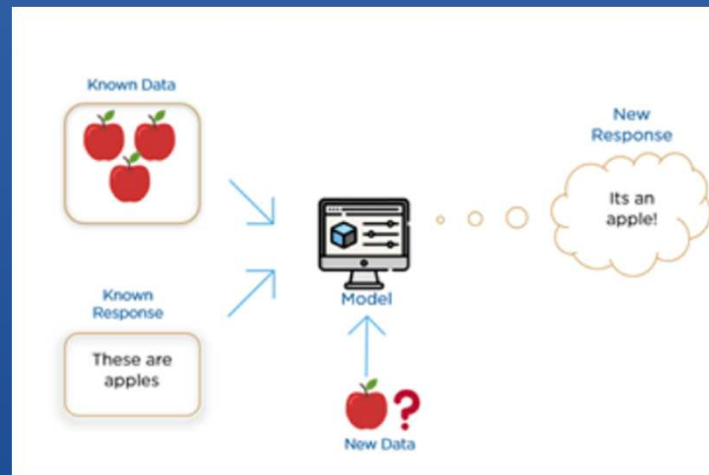 Known Data
New
Response
Its an
apple!
Known
Response
Model
These are
apples
?
New Data